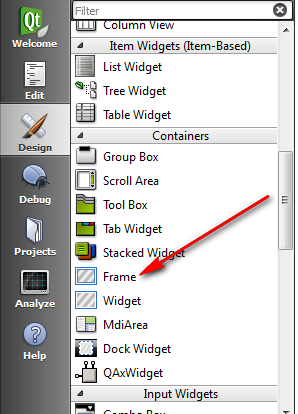 Qt
Welcome
Edit
Design
Debug
Projects
Analyze
Help
Filter
Column View
Item Widgets (Item-Based)
List Widget
Tree Widget
Table Widget
Containers
Group Box
Scroll Area
Tool Box
Tab Widget
Stacked Widget
Frame
Widget
MdiArea
Dock Widget
QAxWidget
Input Widgets
Combo Box